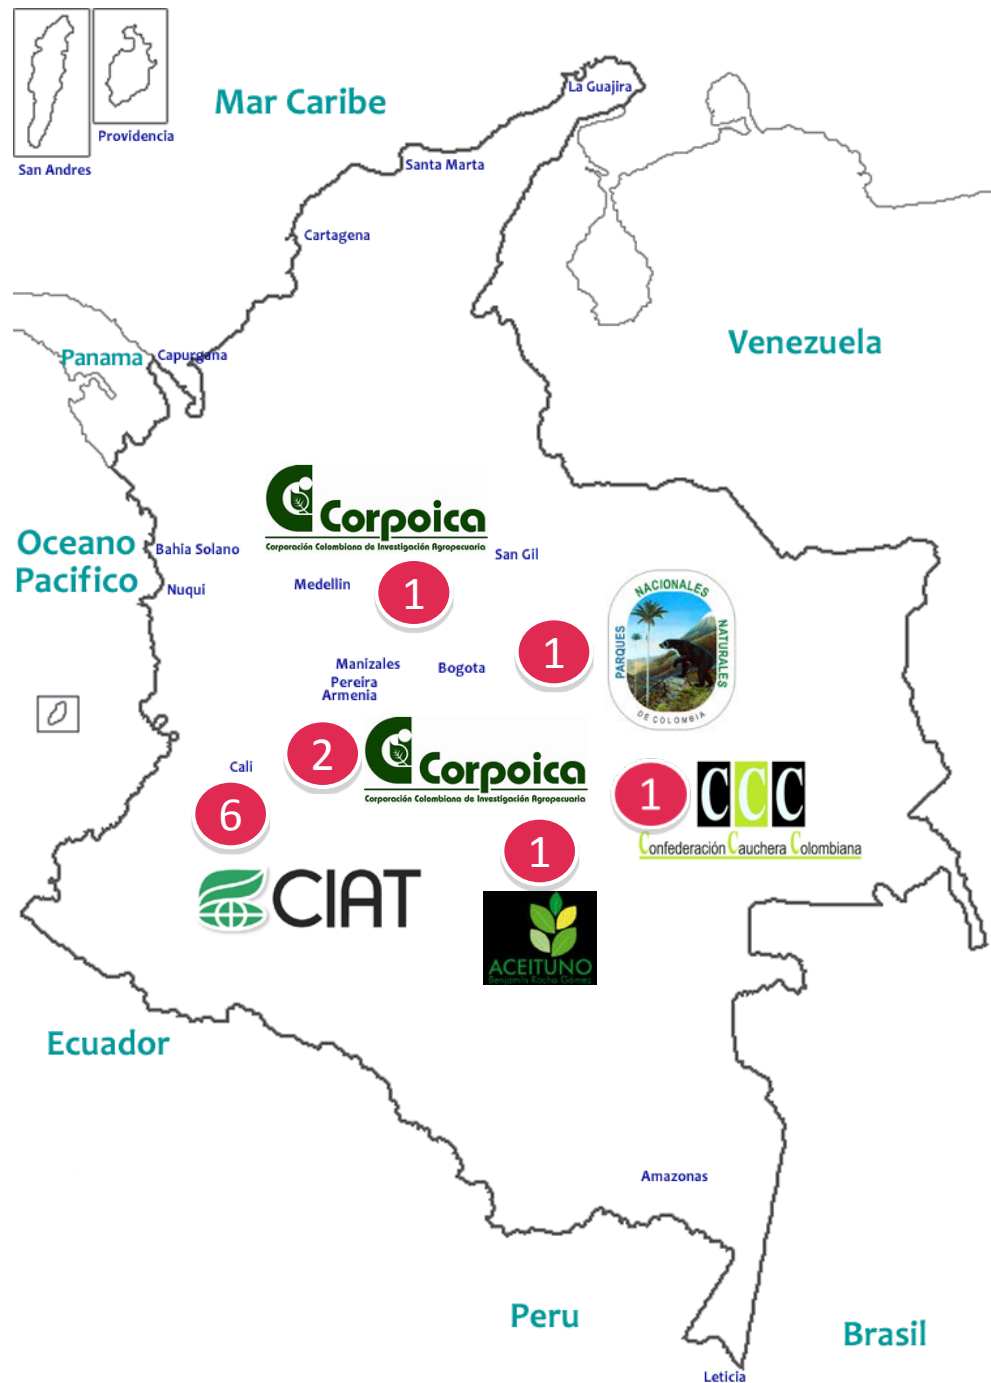 La Guajira
Mar Caribe
Providencia
San Andres
Santa Marta
Cartagena
Venezuela
Panama
Capurgana
Corpoica
Corporación Colombiana de Investigación Agropecuaria
Oceano
Pacifico
Bahia Solano
San Gil
Nuqui
Medellin
1
PARQUES
NACIONALES
NATURALES
DE COLOMBIA
1
Manizales
Pereira
Armenia
Bogota
2
Corpoica
Corporación Colombiana de Investigación Agropecuaria
Cali
6
1
CCC
Confederación Cauchera Colombiana
1
CIAT
ACEITUNO
Benjamín Rocha Gómez
Ecuador
Amazonas
Peru
Brasil
Leticia